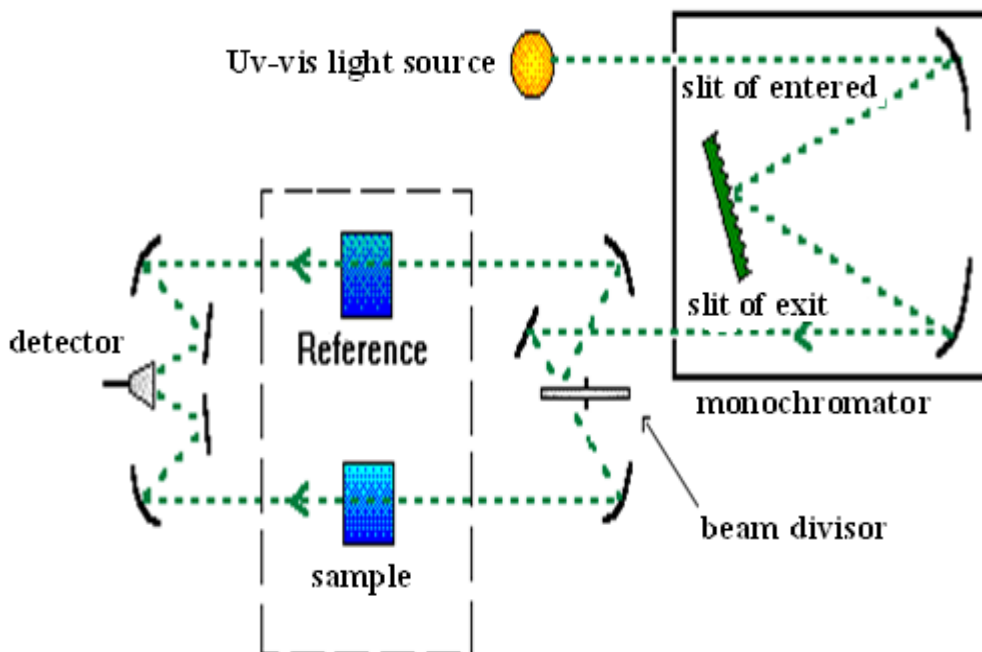 Uv-vis light source
slit of entered
slit of exit
monochromator
detector
Reference
beam divisor
sample